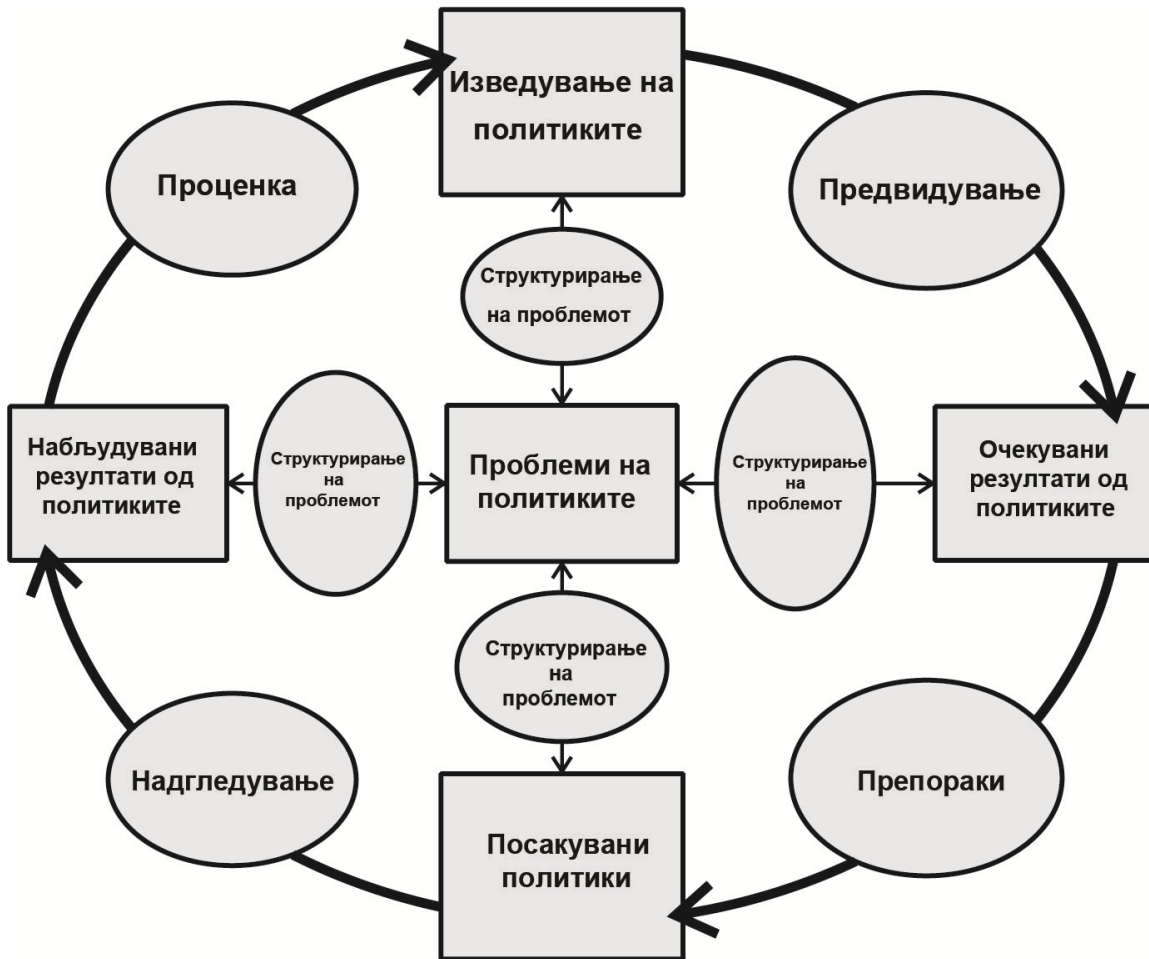 Изведување на
политиките
Проценка
Предвидување
Структурирање
на проблемот
Набљудувани
резултати од
политиките
Структурирање
на
проблемот
Проблеми на
политиките
Структурирање
на
проблемот
Очекувани
резултати од
политиките
Структурирање
на
проблемот
Надгледување
Препораки
Посакувани
политики